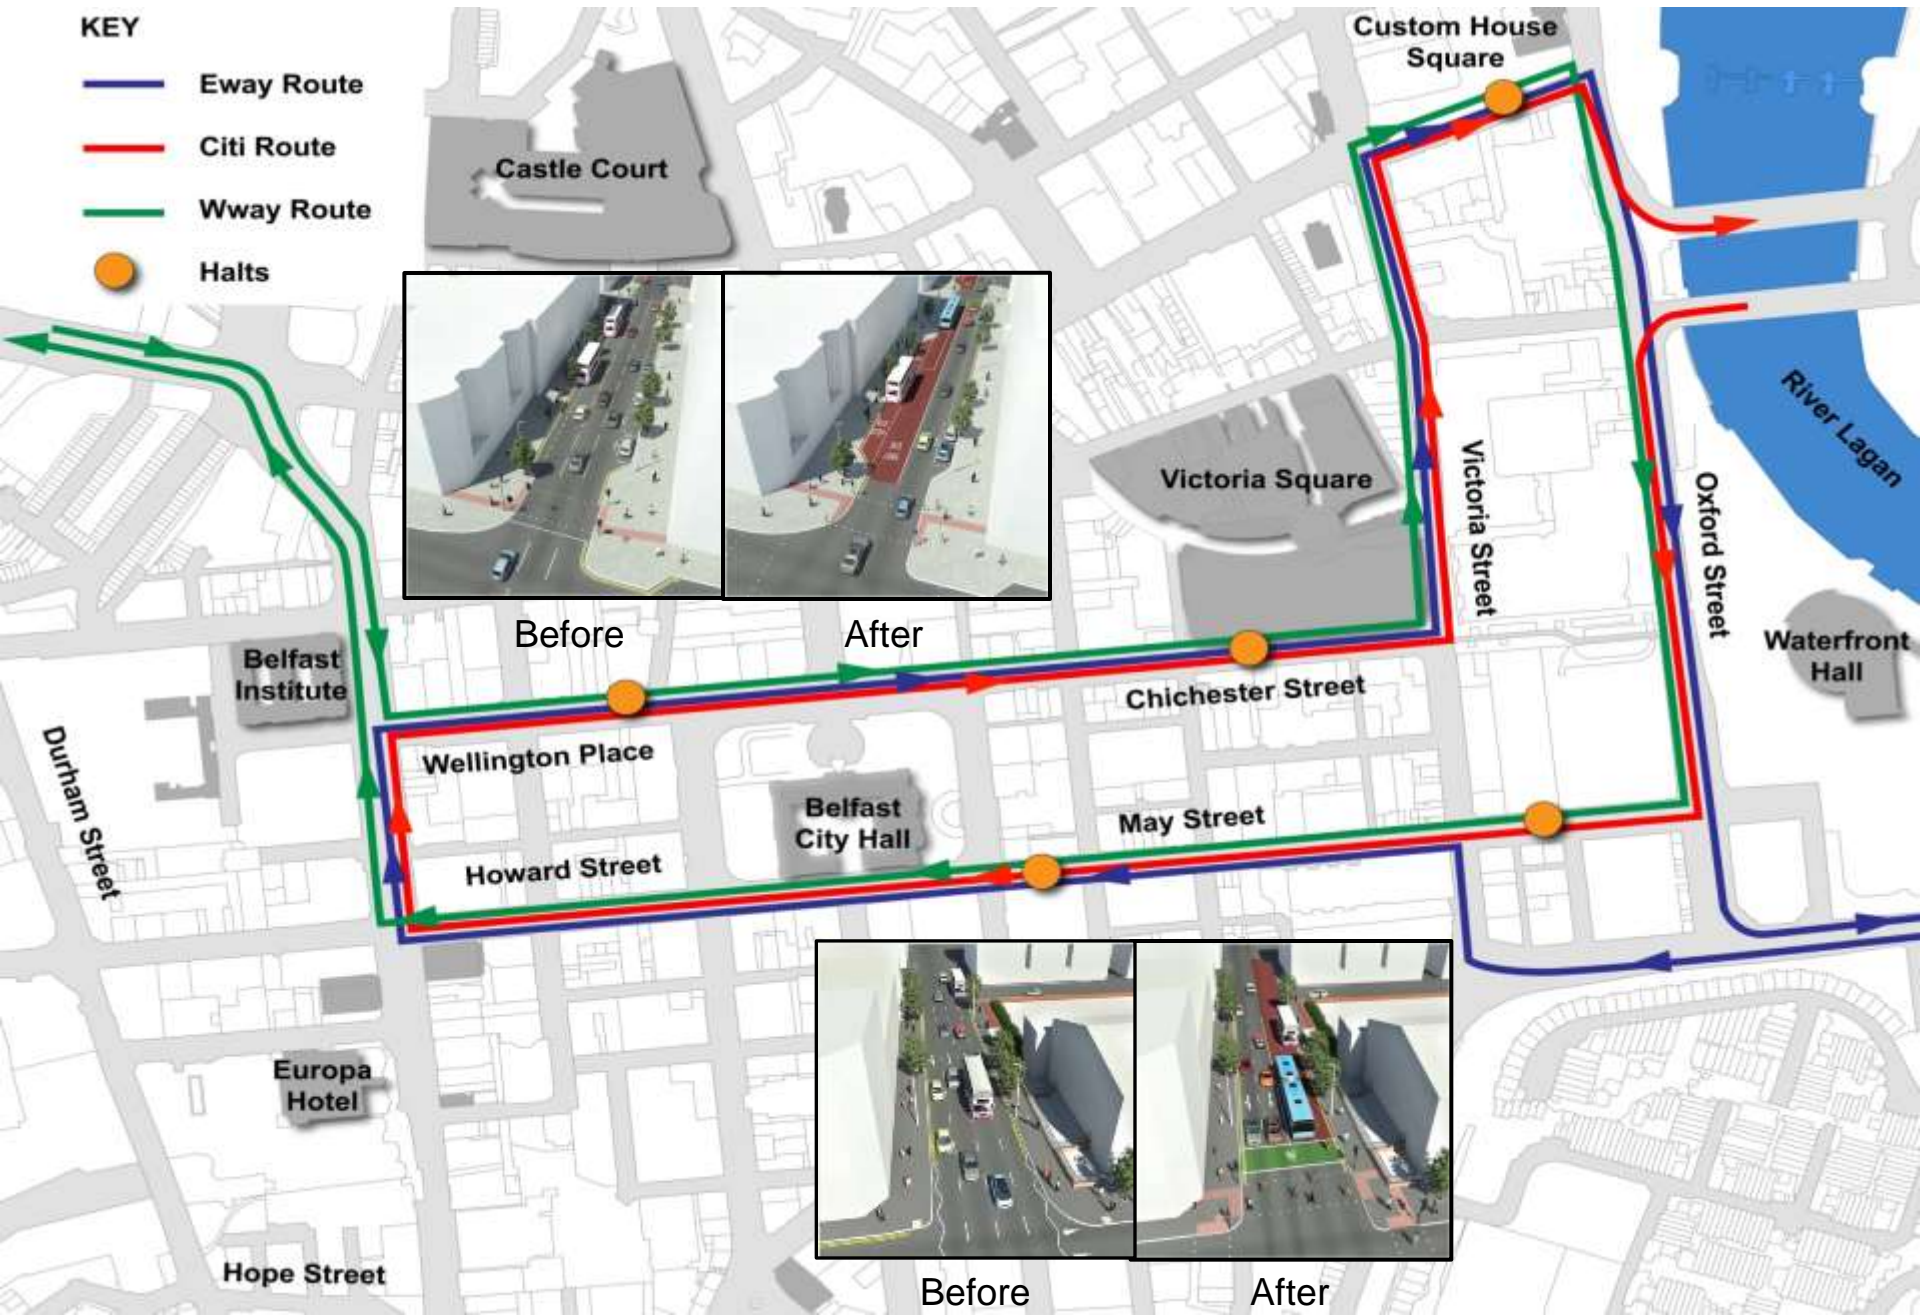 KEY
Eway Route
Citi Route
Wway Route
Halts
Custom House
Square
Castle Court
River Lagan
Victoria Square
Victoria Street
Oxford Street
Before
After
Waterfront
Hall
Belfast
Institute
Chichester Street
Wellington Place
Durham Street
Belfast
City Hall
May Street
Howard Street
Europa
Hotel
Hope Street
Before
After